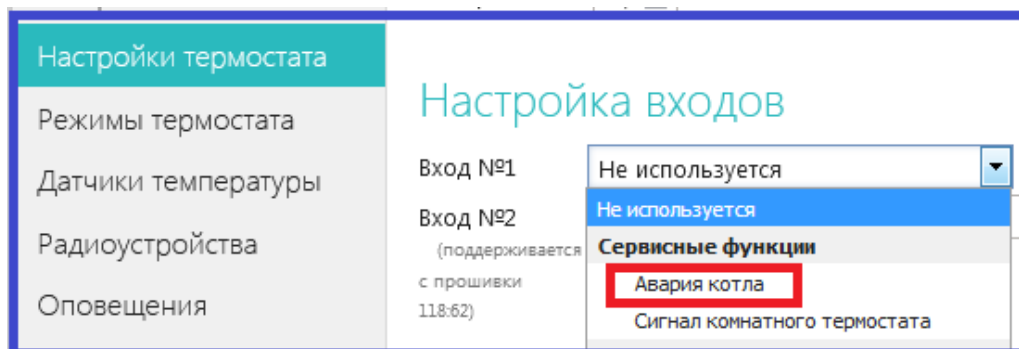 Настройки термостата
Режимы термостата
Датчики температуры
Радиоустройства
Оповещения
Настройка входов
Вход №1
Не используется
Вход №2
(поддерживается
с прошивки
118:62)
Не используется
Сервисные функции
Авария котла
Сигнал комнатного термостата